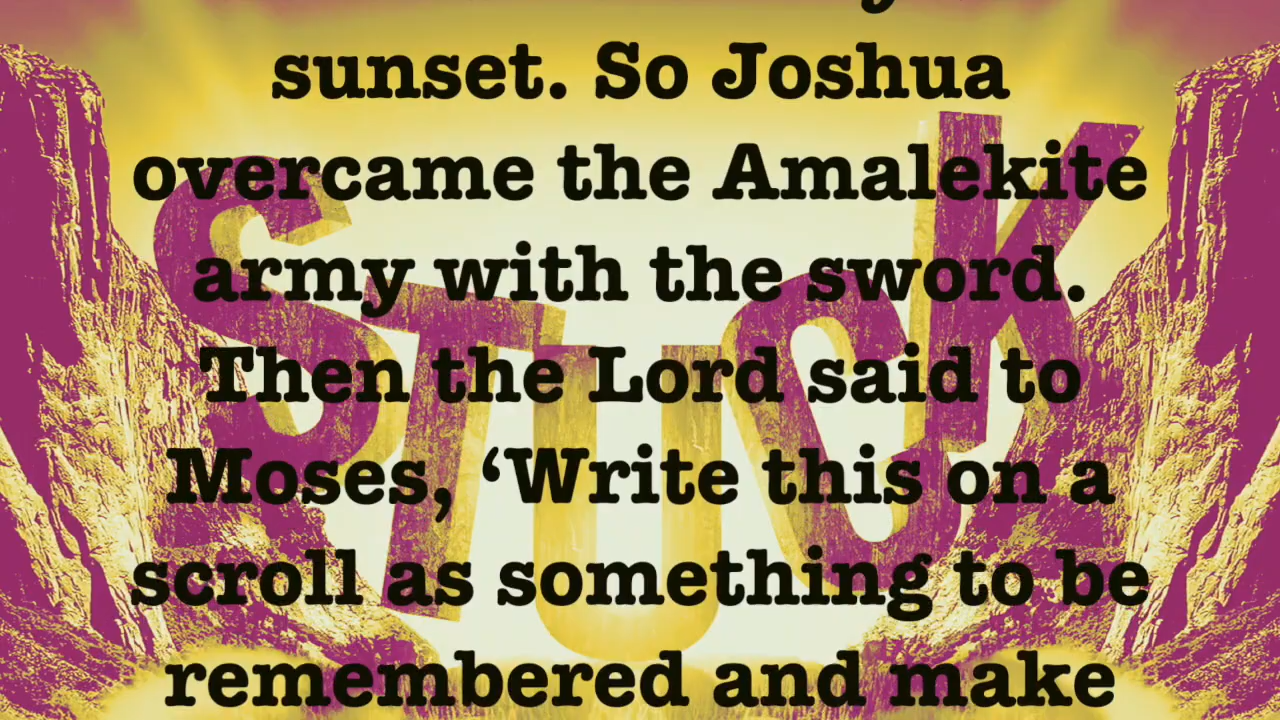 sunset. So Joshua
overcame the Amalekite
army with the sword.
Then the Lord said to
Moses, ‘Write this on a
scroll as something to be
remembered and make
STUCK